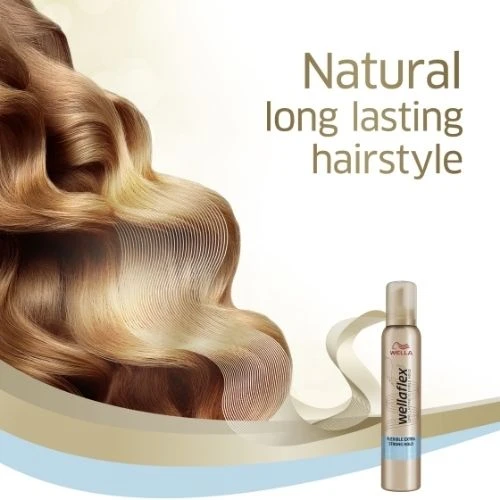 Natural
long lasting
hairstyle
WELLA
wellaflex
FLEXIBLE EXTRA
STRONG HOLD